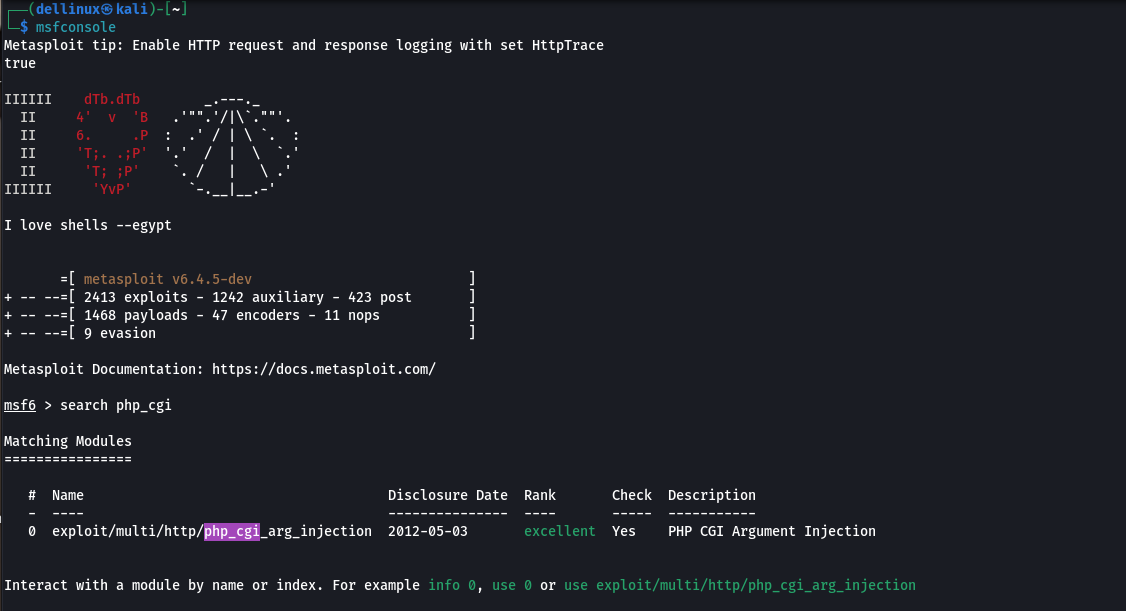 ┌──(dellinux㉿kali)-[~]
└─$ msfconsole
Metasploit tip: Enable HTTP request and response logging with set HttpTrace
true

IIIIII    dTb.dTb        _.---._
  II     4'  v  'B   .'"".'/|\`.""'.
  II     6.     .P  :  .' / | \ `.  :
  II     'T;. .;P'  '.'  /  |  \  `.'
  II      'T; ;P'    `. /   |   \ .'
IIIIII     'YvP'       `-.__|__.-'

I love shells --egypt


       =[ metasploit v6.4.5-dev                           ]
+ -- --=[ 2413 exploits - 1242 auxiliary - 423 post       ]
+ -- --=[ 1468 payloads - 47 encoders - 11 nops           ]
+ -- --=[ 9 evasion                                       ]

Metasploit Documentation: https://docs.metasploit.com/

msf6 > search php_cgi

Matching Modules
================

   #  Name                                      Disclosure Date  Rank       Check  Description
   -  ----                                      ---------------  ----       -----  -----------
   0  exploit/multi/http/php_cgi_arg_injection  2012-05-03       excellent  Yes    PHP CGI Argument Injection


Interact with a module by name or index. For example info 0, use 0 or use exploit/multi/http/php_cgi_arg_injection